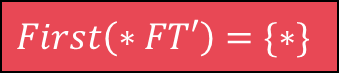 First(* FT′) = {*}